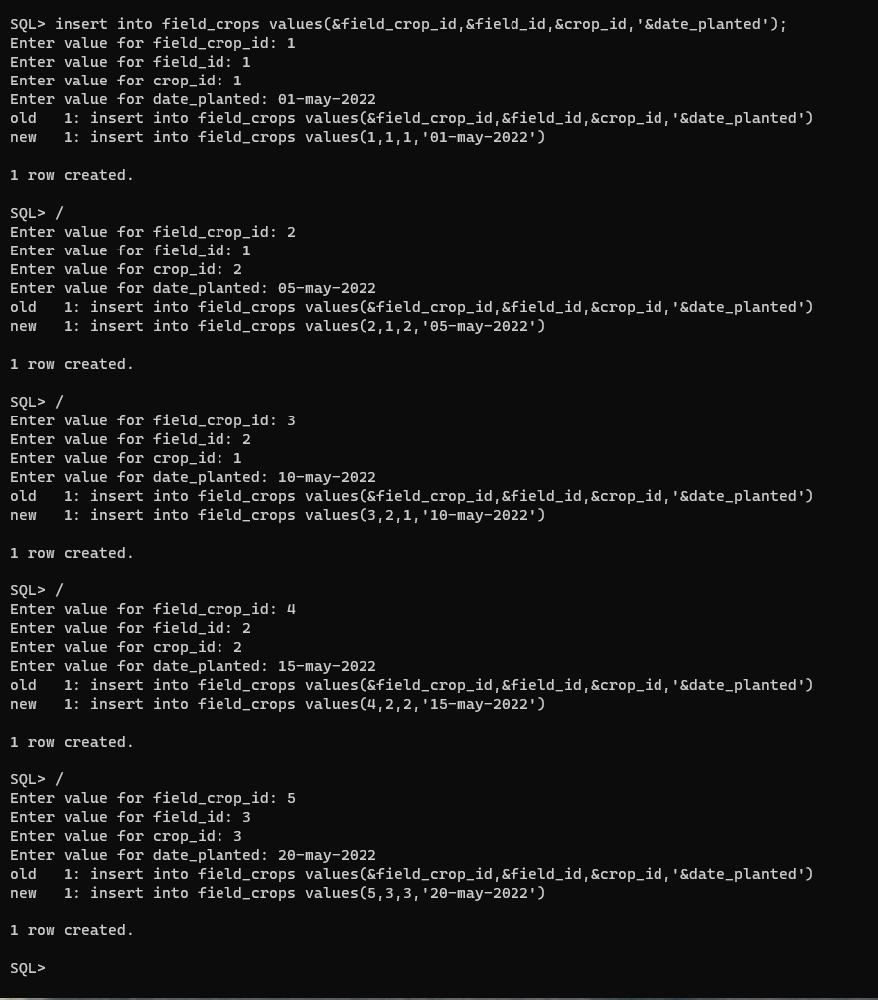 SQL> insert into field_crops values(&field_crop_id,&field_id,&crop_id,'&date_planted');
Enter value for field_crop_id: 1
Enter value for field_id: 1
Enter value for crop_id: 1
Enter value for date_planted: 01-may-2022
old   1: insert into field_crops values(&field_crop_id,&field_id,&crop_id,'&date_planted')
new   1: insert into field_crops values(1,1,1,'01-may-2022')

1 row created.

SQL> /
Enter value for field_crop_id: 2
Enter value for field_id: 1
Enter value for crop_id: 2
Enter value for date_planted: 05-may-2022
old   1: insert into field_crops values(&field_crop_id,&field_id,&crop_id,'&date_planted')
new   1: insert into field_crops values(2,1,2,'05-may-2022')

1 row created.

SQL> /
Enter value for field_crop_id: 3
Enter value for field_id: 2
Enter value for crop_id: 1
Enter value for date_planted: 10-may-2022
old   1: insert into field_crops values(&field_crop_id,&field_id,&crop_id,'&date_planted')
new   1: insert into field_crops values(3,2,1,'10-may-2022')

1 row created.

SQL> /
Enter value for field_crop_id: 4
Enter value for field_id: 2
Enter value for crop_id: 2
Enter value for date_planted: 15-may-2022
old   1: insert into field_crops values(&field_crop_id,&field_id,&crop_id,'&date_planted')
new   1: insert into field_crops values(4,2,2,'15-may-2022')

1 row created.

SQL> /
Enter value for field_crop_id: 5
Enter value for field_id: 3
Enter value for crop_id: 3
Enter value for date_planted: 20-may-2022
old   1: insert into field_crops values(&field_crop_id,&field_id,&crop_id,'&date_planted')
new   1: insert into field_crops values(5,3,3,'20-may-2022')

1 row created.

SQL>